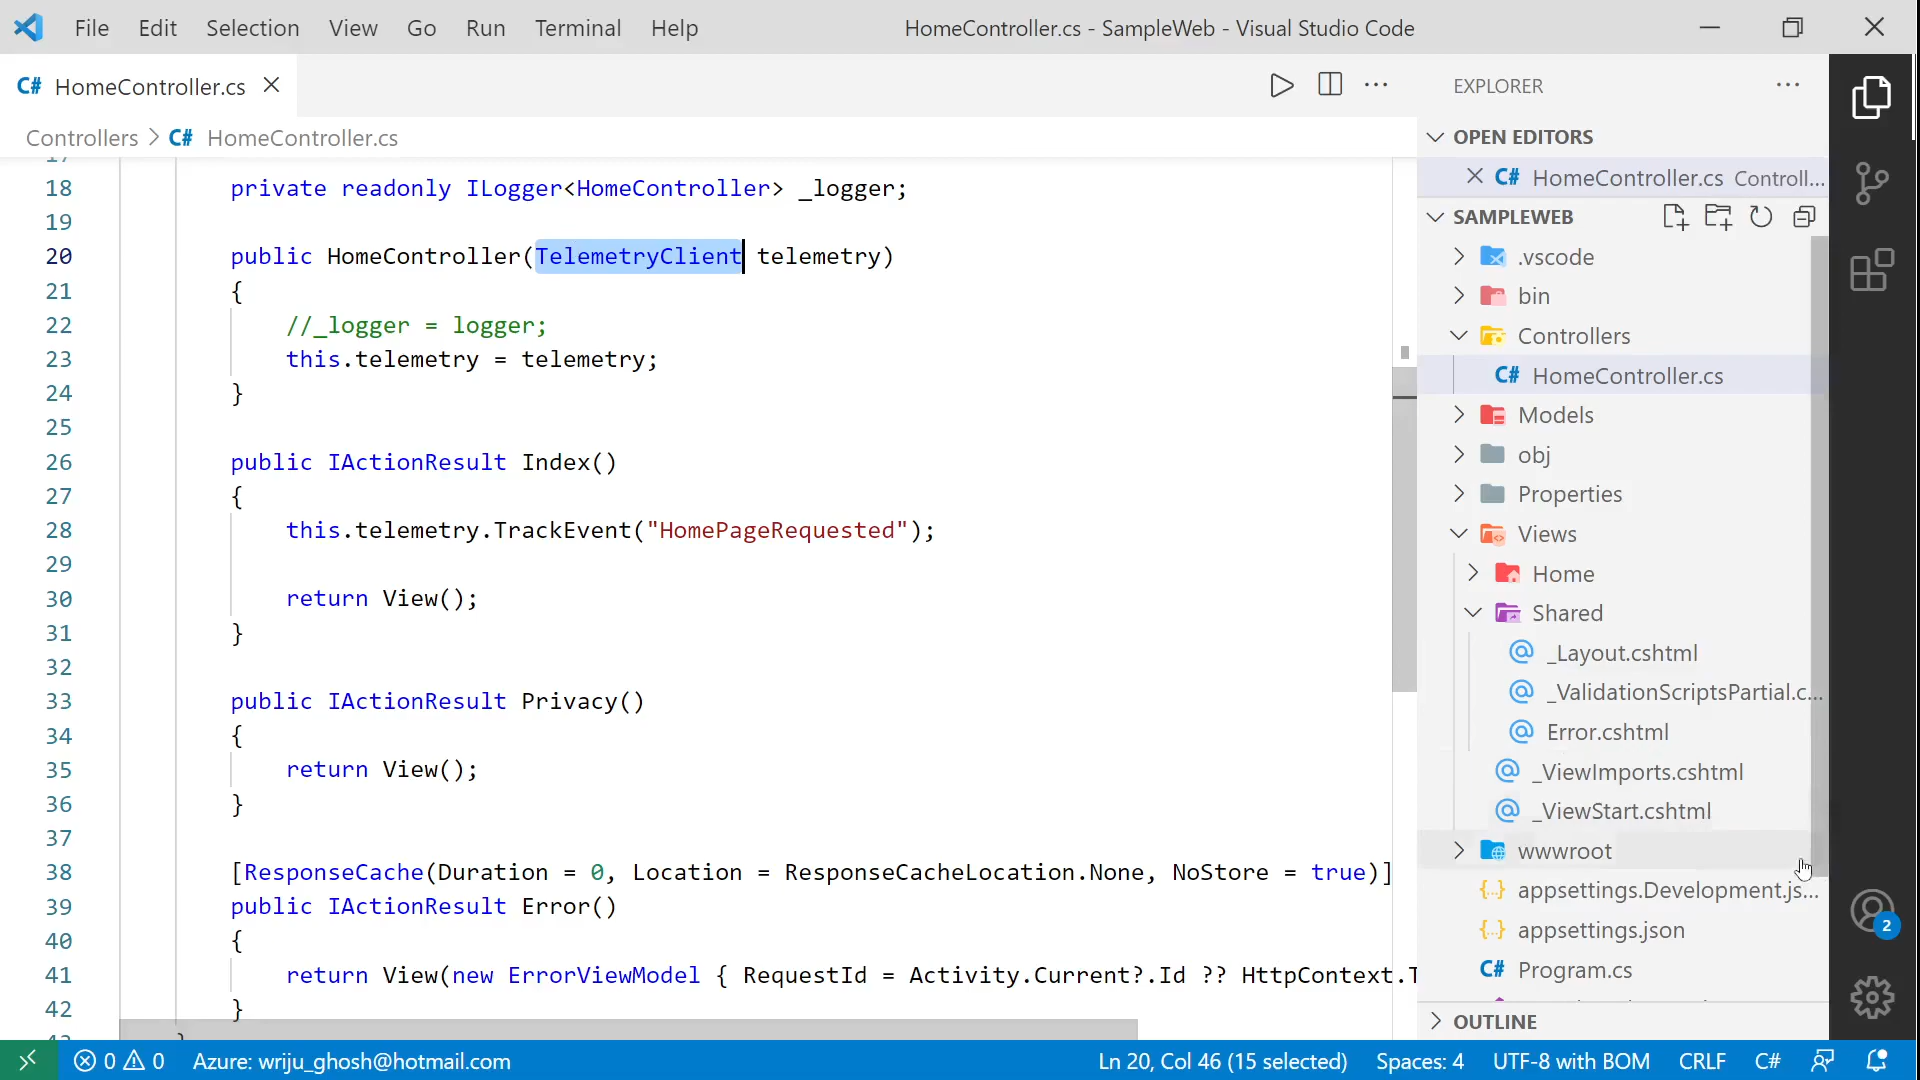 File Edit Selection View Go Run Terminal Help
HomeController.cs - SampleWeb - Visual Studio Code
C# HomeController.cs
Controllers > C# HomeController.cs
18 private readonly ILogger<HomeController> _logger;
19
20 public HomeController(TelemetryClient telemetry)
21 {
22 //_logger = logger;
23 this.telemetry = telemetry;
24 }
25
26 public IActionResult Index()
27 {
28 this.telemetry.TrackEvent("HomePageRequested");
29
30 return View();
31 }
32
33 public IActionResult Privacy()
34 {
35 return View();
36 }
37
38 [ResponseCache(Duration = 0, Location = ResponseCacheLocation.None, NoStore = true)]
39 public IActionResult Error()
40 {
41 return View(new ErrorViewModel { RequestId = Activity.Current?.Id ?? HttpContext.T
42 }
EXPLORER
OPEN EDITORS
C# HomeController.cs Controll...
SAMPLEWEB
.vscode
bin
Controllers
C# HomeController.cs
Models
obj
Properties
Views
Home
Shared
@ _Layout.cshtml
@ _ValidationScriptsPartial.c...
@ Error.cshtml
@ _ViewImports.cshtml
@ _ViewStart.cshtml
wwwroot
{..} appsettings.Development.js...
{..} appsettings.json
C# Program.cs
OUTLINE
2
0 0 Azure: wriju_ghosh@hotmail.com
Ln 20, Col 46 (15 selected) Spaces: 4 UTF-8 with BOM CRLF C#